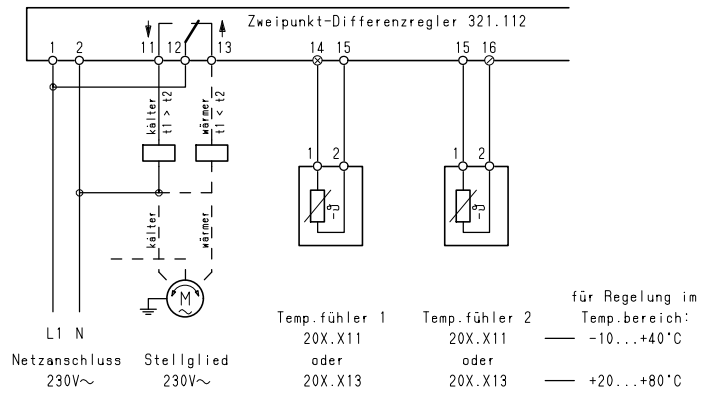 Zweipunkt-Differenzregler 321.112
1 2 11 12 13 14 15 15 16
kälter
t1 > t2
wärmer
t1 < t2
1 2 1 2
-ϑ -ϑ
kälter
wärmer
M
~
für Regelung im
L1 N Temp.fühler 1 Temp.fühler 2 Temp.bereich:
20X.X11 20X.X11 -10...+40°C
Netzanschluss Stellglied oder oder
230V~ 230V~ 20X.X13 20X.X13 +20...+80°C